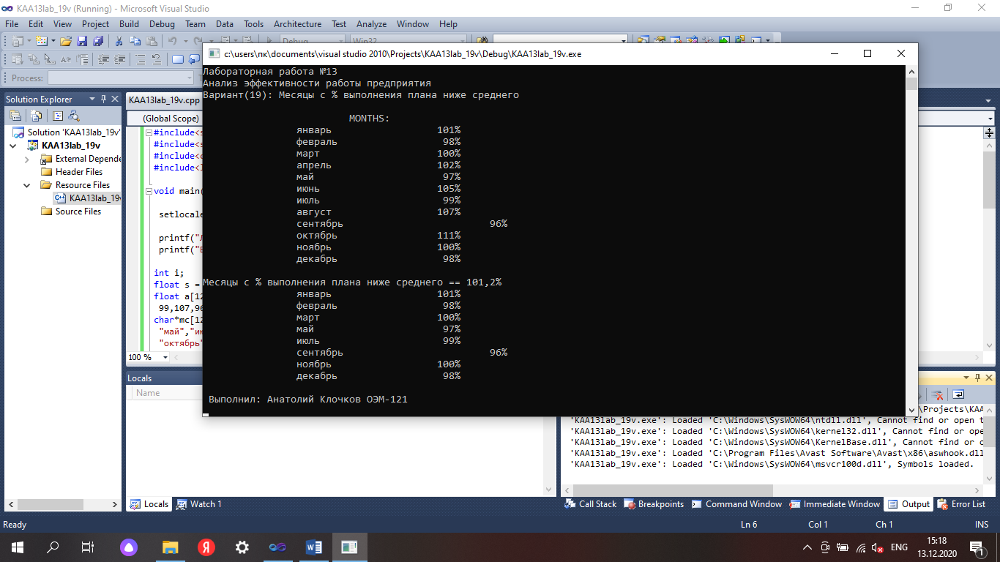 KAA13lab_19v (Running) - Microsoft Visual Studio
File Edit View Project Build Debug Team Data Tools Architecture Test Analyze Window Help
Debug Win32
Process:
c:\users\пк\documents\visual studio 2010\Projects\KAA13lab_19v\Debug\KAA13lab_19v.exe
Лабораторная работа №13
Анализ эффективности работы предприятия
Вариант(19): Месяцы с % выполнения плана ниже среднего
MONTHS:
январь 101%
февраль 98%
март 100%
апрель 102%
май 97%
июнь 105%
июль 99%
август 107%
сентябрь 96%
октябрь 111%
ноябрь 100%
декабрь 98%
Месяцы с % выполнения плана ниже среднего == 101,2%
январь 101%
февраль 98%
март 100%
май 97%
июль 99%
сентябрь 96%
ноябрь 100%
декабрь 98%
Выполнил: Анатолий Клочков ОЭМ-121
Solution Explorer
Solution 'KAA13lab_19v'
KAA13lab_19v
External Depende
Header Files
Resource Files
KAA13lab_19v
Source Files
KAA13lab_19v.cpp
(Global Scope)
#include<s
#include<s
#include<c
#include<l
void main(
setlocale
printf("Л
printf("В
int i;
float s =
float a[12
99,107,96
char*mc[12
"май","ию
"октябрь"
100 %
Locals
Name
\Projects\KAA
'KAA13lab_19v.exe': Loaded 'C:\Windows\SysWOW64\ntdll.dll', Cannot find or open t
'KAA13lab_19v.exe': Loaded 'C:\Windows\SysWOW64\kernel32.dll', Cannot find or ope
'KAA13lab_19v.exe': Loaded 'C:\Windows\SysWOW64\KernelBase.dll', Cannot find or o
'KAA13lab_19v.exe': Loaded 'C:\Program Files\Avast Software\Avast\x86\aswhook.dll
'KAA13lab_19v.exe': Loaded 'C:\Windows\SysWOW64\msvcr100d.dll', Symbols loaded.
Locals Watch 1
Call Stack Breakpoints Command Window Immediate Window Output Error List
Ready Ln 6 Col 1 Ch 1 INS
ENG
15:18
13.12.2020
1